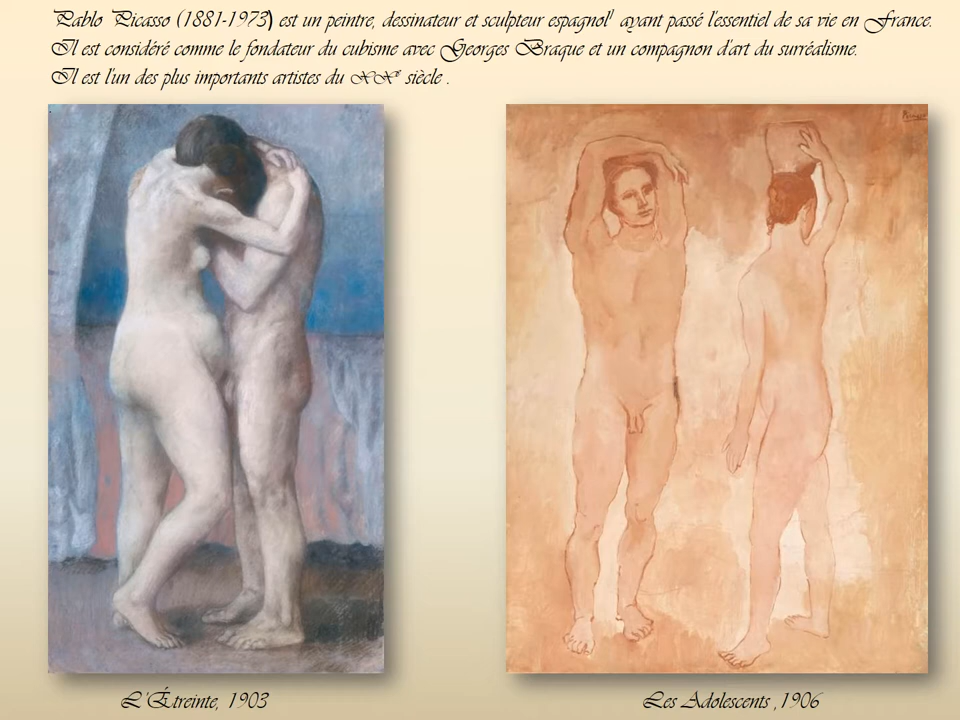 Pablo Picasso (1881-1973) est un peintre, dessinateur et sculpteur espagnol ayant passé l'essentiel de sa vie en France.
Il est considéré comme le fondateur du cubisme avec Georges Braque et un compagnon d'art du surréalisme.
Il est l'un des plus importants artistes du XXe siècle .
Picasso
L'Étreinte, 1903
Les Adolescents ,1906